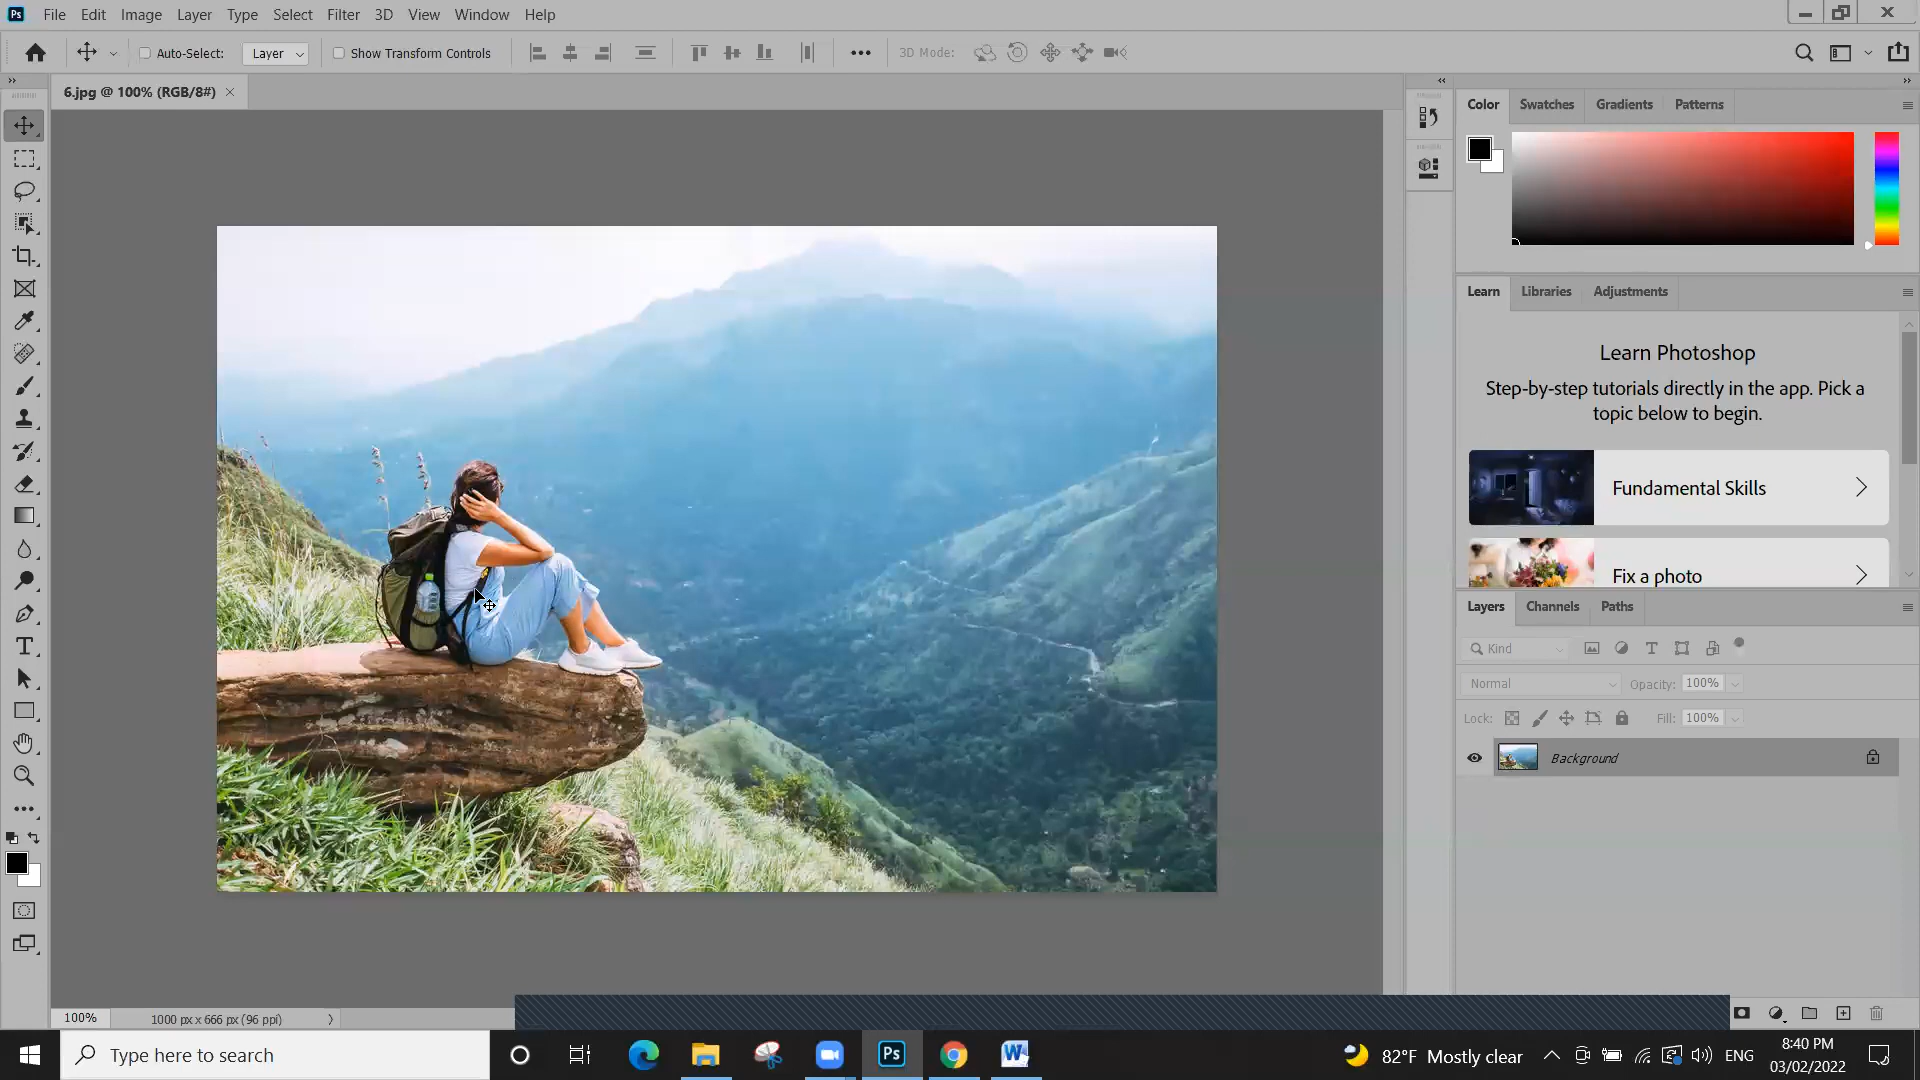 Ps File Edit Image Layer Type Select Filter 3D View Window Help
Auto-Select: Layer Show Transform Controls 3D Mode:
6.jpg @ 100% (RGB/8#)
Color Swatches Gradients Patterns
Learn Libraries Adjustments
Learn Photoshop
Step-by-step tutorials directly in the app. Pick a
topic below to begin.
Fundamental Skills
Fix a photo
Layers Channels Paths
Kind
Normal Opacity: 100%
Lock: Fill: 100%
Background
100% 1000 px x 666 px (96 ppi)
Type here to search
Ps
W
82°F Mostly clear
ENG
8:40 PM
03/02/2022